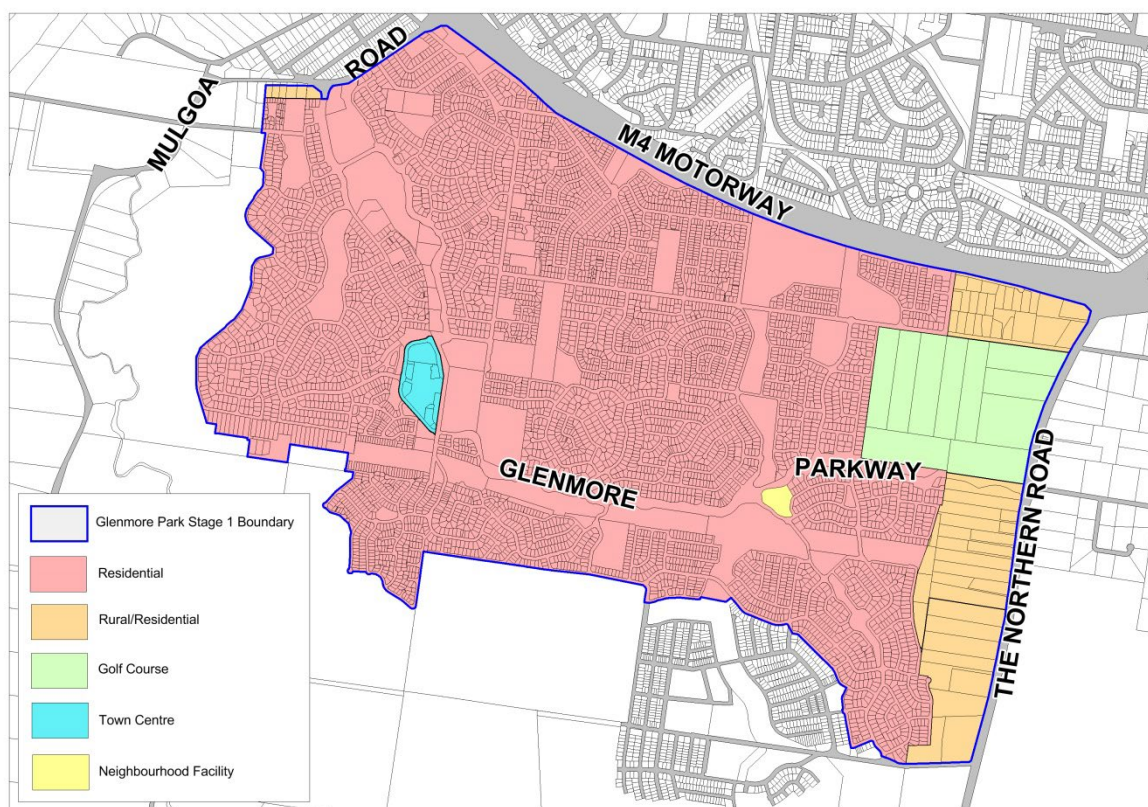 MULGOA
ROAD
M4 MOTORWAY
GLENMORE
PARKWAY
THE NORTHERN ROAD
Glenmore Park Stage 1 Boundary
Residential
Rural/Residential
Golf Course
Town Centre
Neighbourhood Facility